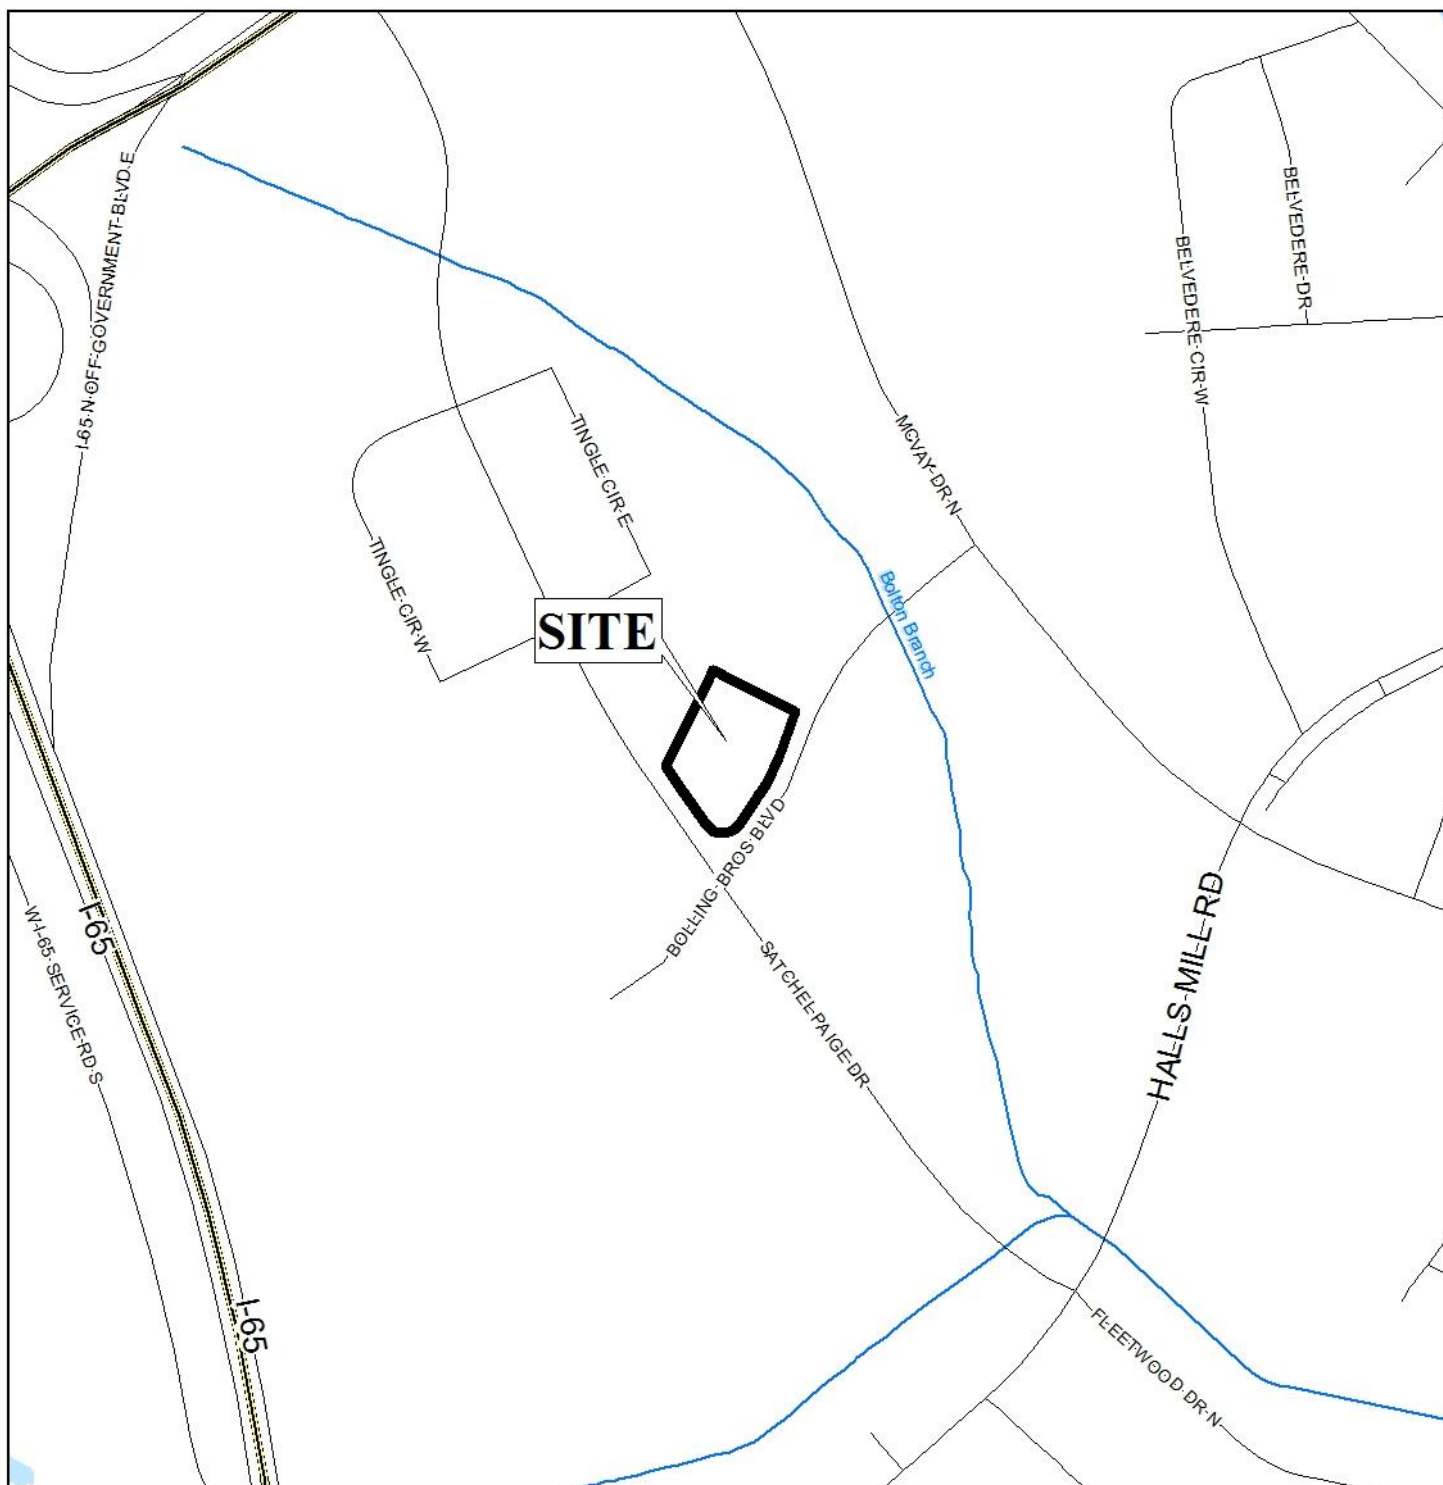 I-65 N OFF GOVERNMENT BLVD E
BELVEDERE DR
BELVEDERE CIR W
TINGLE CIR E
MCVAY DR N
TINGLE CIR W
SITE
Bolton Branch
BOLLING BROS BLVD
I-65
W I-65 SERVICE RD S
SATCHEL PAIGE DR
HALLS MILL RD
I-65
FLEETWOOD DR N